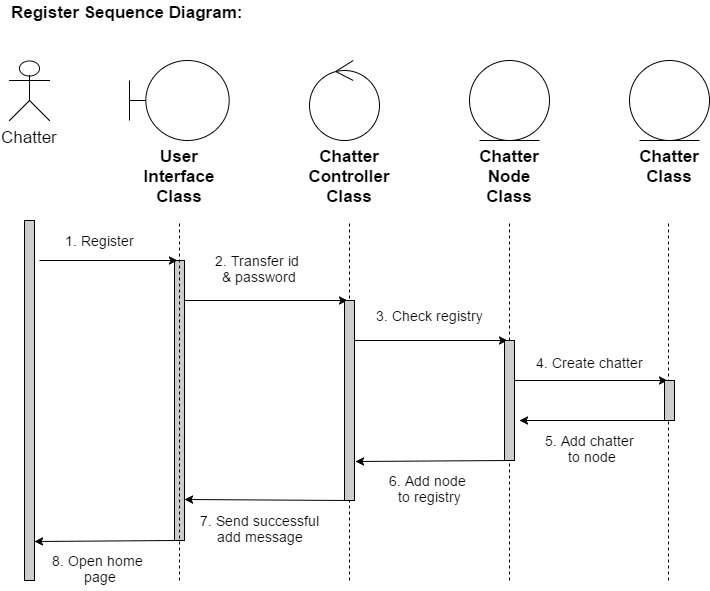 Register Sequence Diagram:
Chatter
User
Interface
Class
Chatter
Controller
Class
Chatter
Node
Class
Chatter
Class
1. Register
2. Transfer id
& password
3. Check registry
4. Create chatter
5. Add chatter
to node
6. Add node
to registry
7. Send successful
add message
8. Open home
page